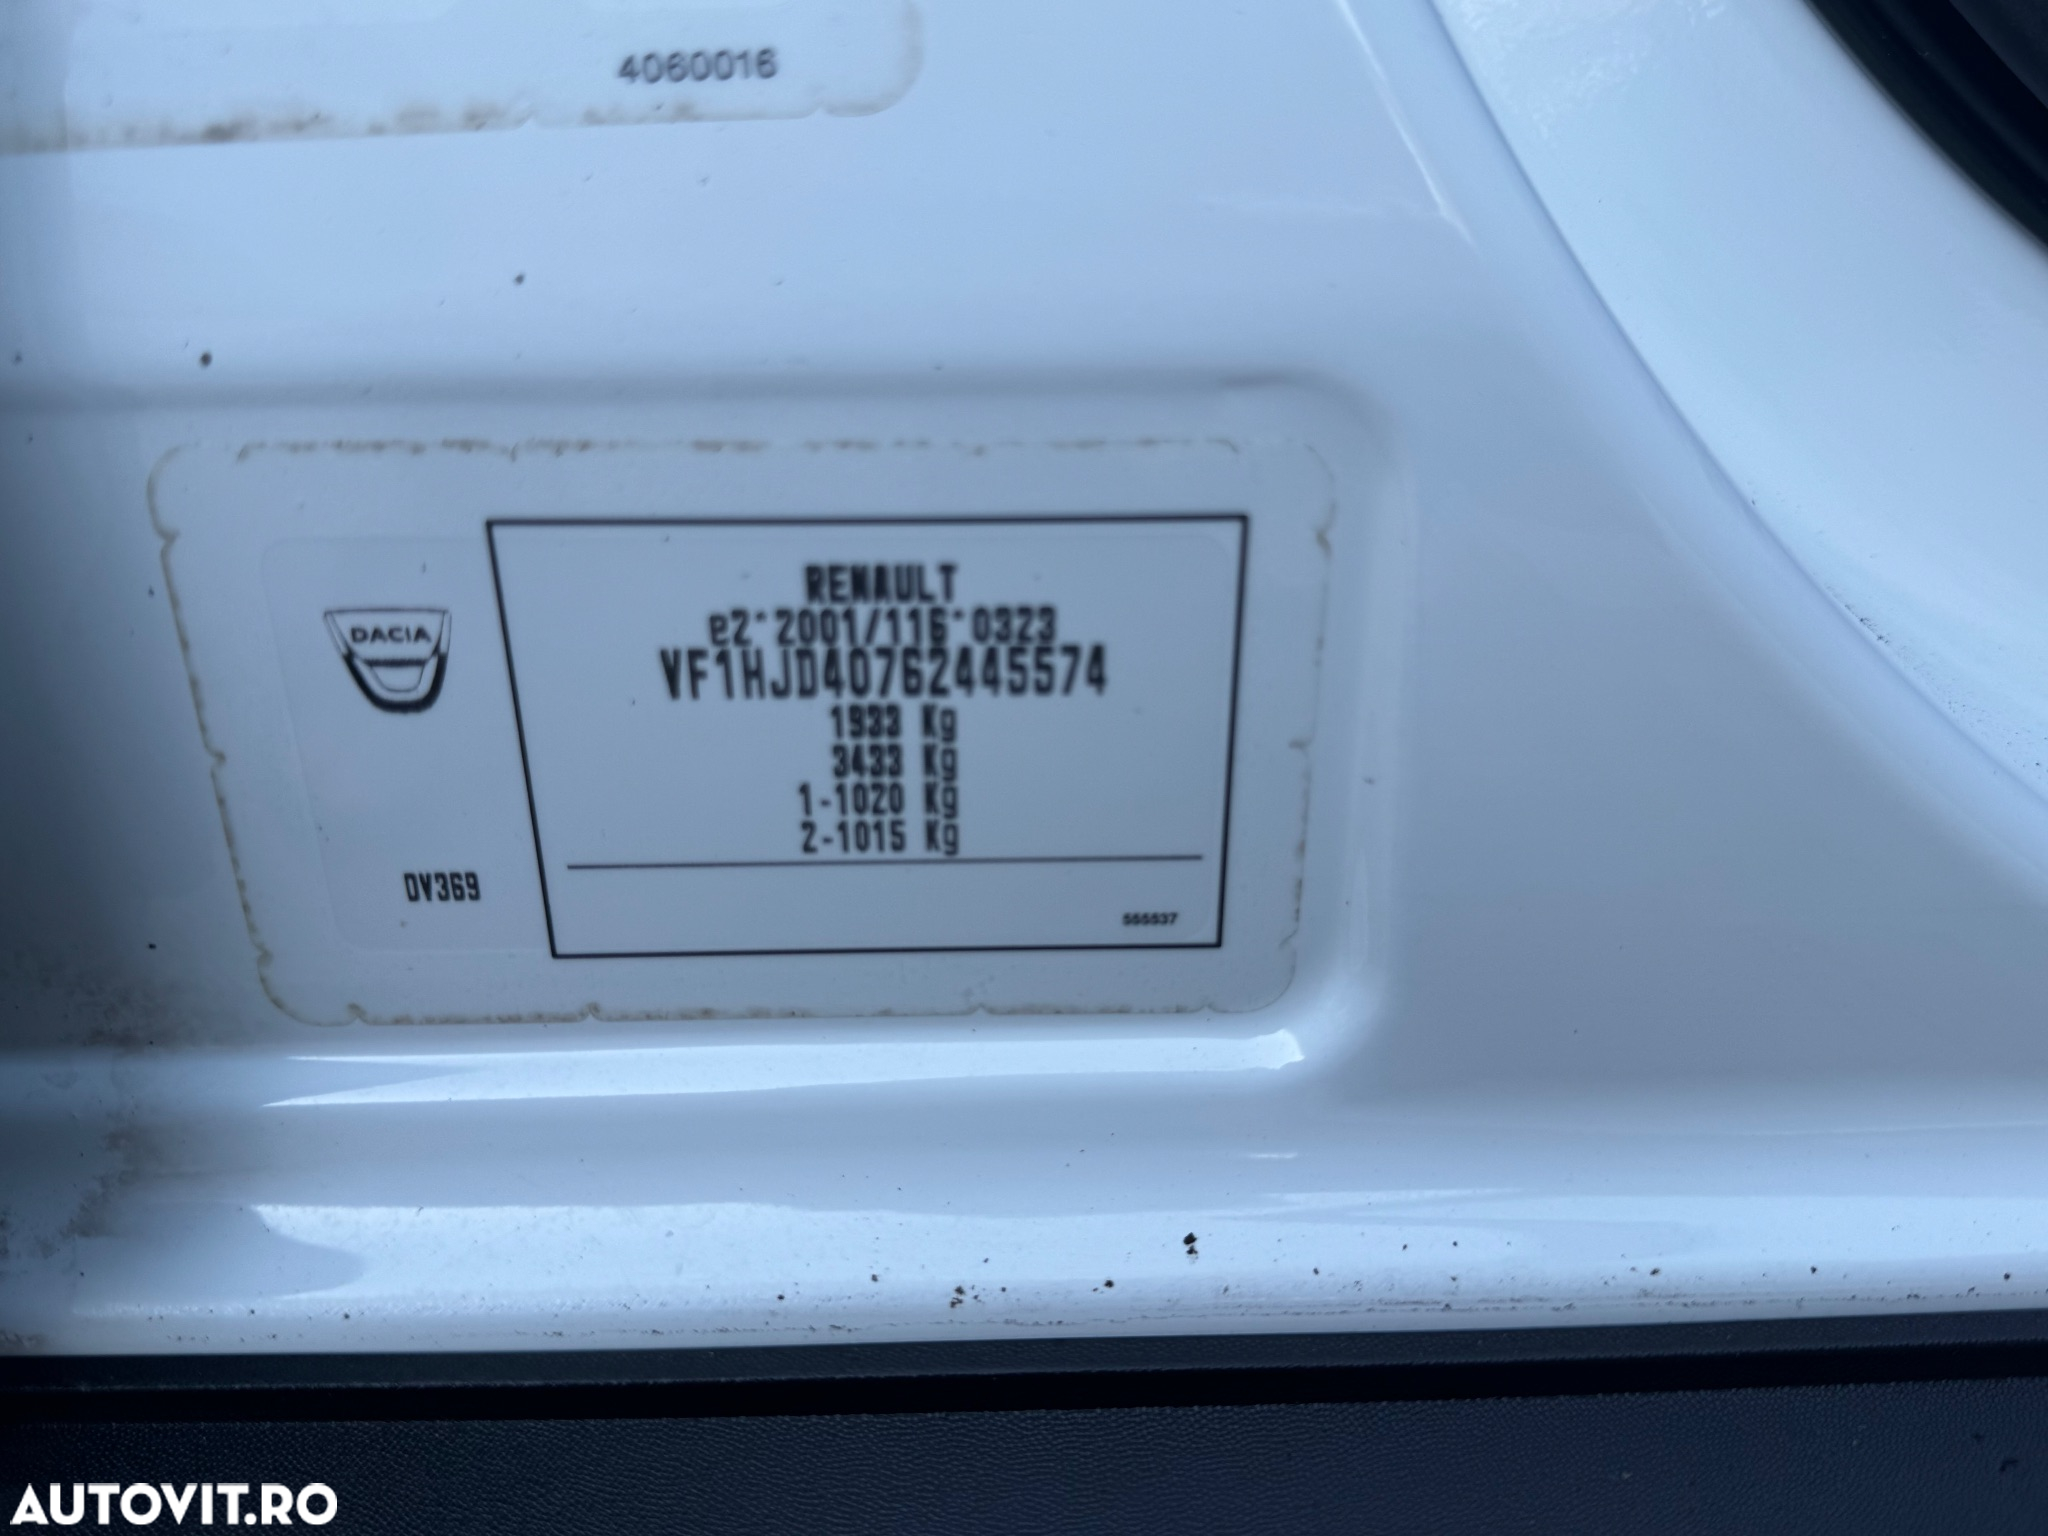 4060016
DACIA
RENAULT
e2*2001/116*0323
VF1HJD40762445574
1933 Kg
3433 Kg
1-1020 Kg
2-1015 Kg
DV369
555537
AUTOVIT.RO